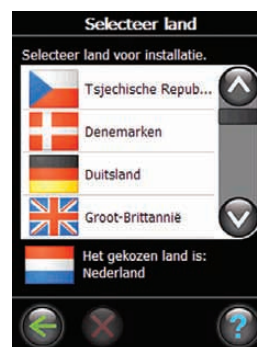 Selecteer land
Selecteer land voor installatie.
Tsjechische Repub...
Denemarken
Duitsland
Groot-Brittannië
Het gekozen land is:
Nederland
?